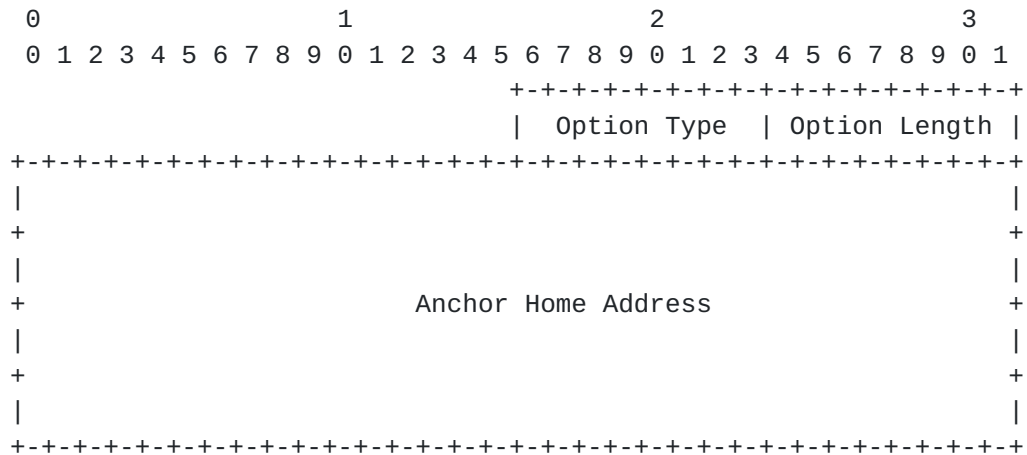 0                   1                   2                   3
 0 1 2 3 4 5 6 7 8 9 0 1 2 3 4 5 6 7 8 9 0 1 2 3 4 5 6 7 8 9 0 1
                                +-+-+-+-+-+-+-+-+-+-+-+-+-+-+-+-+
                                |  Option Type  | Option Length |
+-+-+-+-+-+-+-+-+-+-+-+-+-+-+-+-+-+-+-+-+-+-+-+-+-+-+-+-+-+-+-+-+
|                                                               |
+                                                               +
|                                                               |
+                         Anchor Home Address                   +
|                                                               |
+                                                               +
|                                                               |
+-+-+-+-+-+-+-+-+-+-+-+-+-+-+-+-+-+-+-+-+-+-+-+-+-+-+-+-+-+-+-+-+